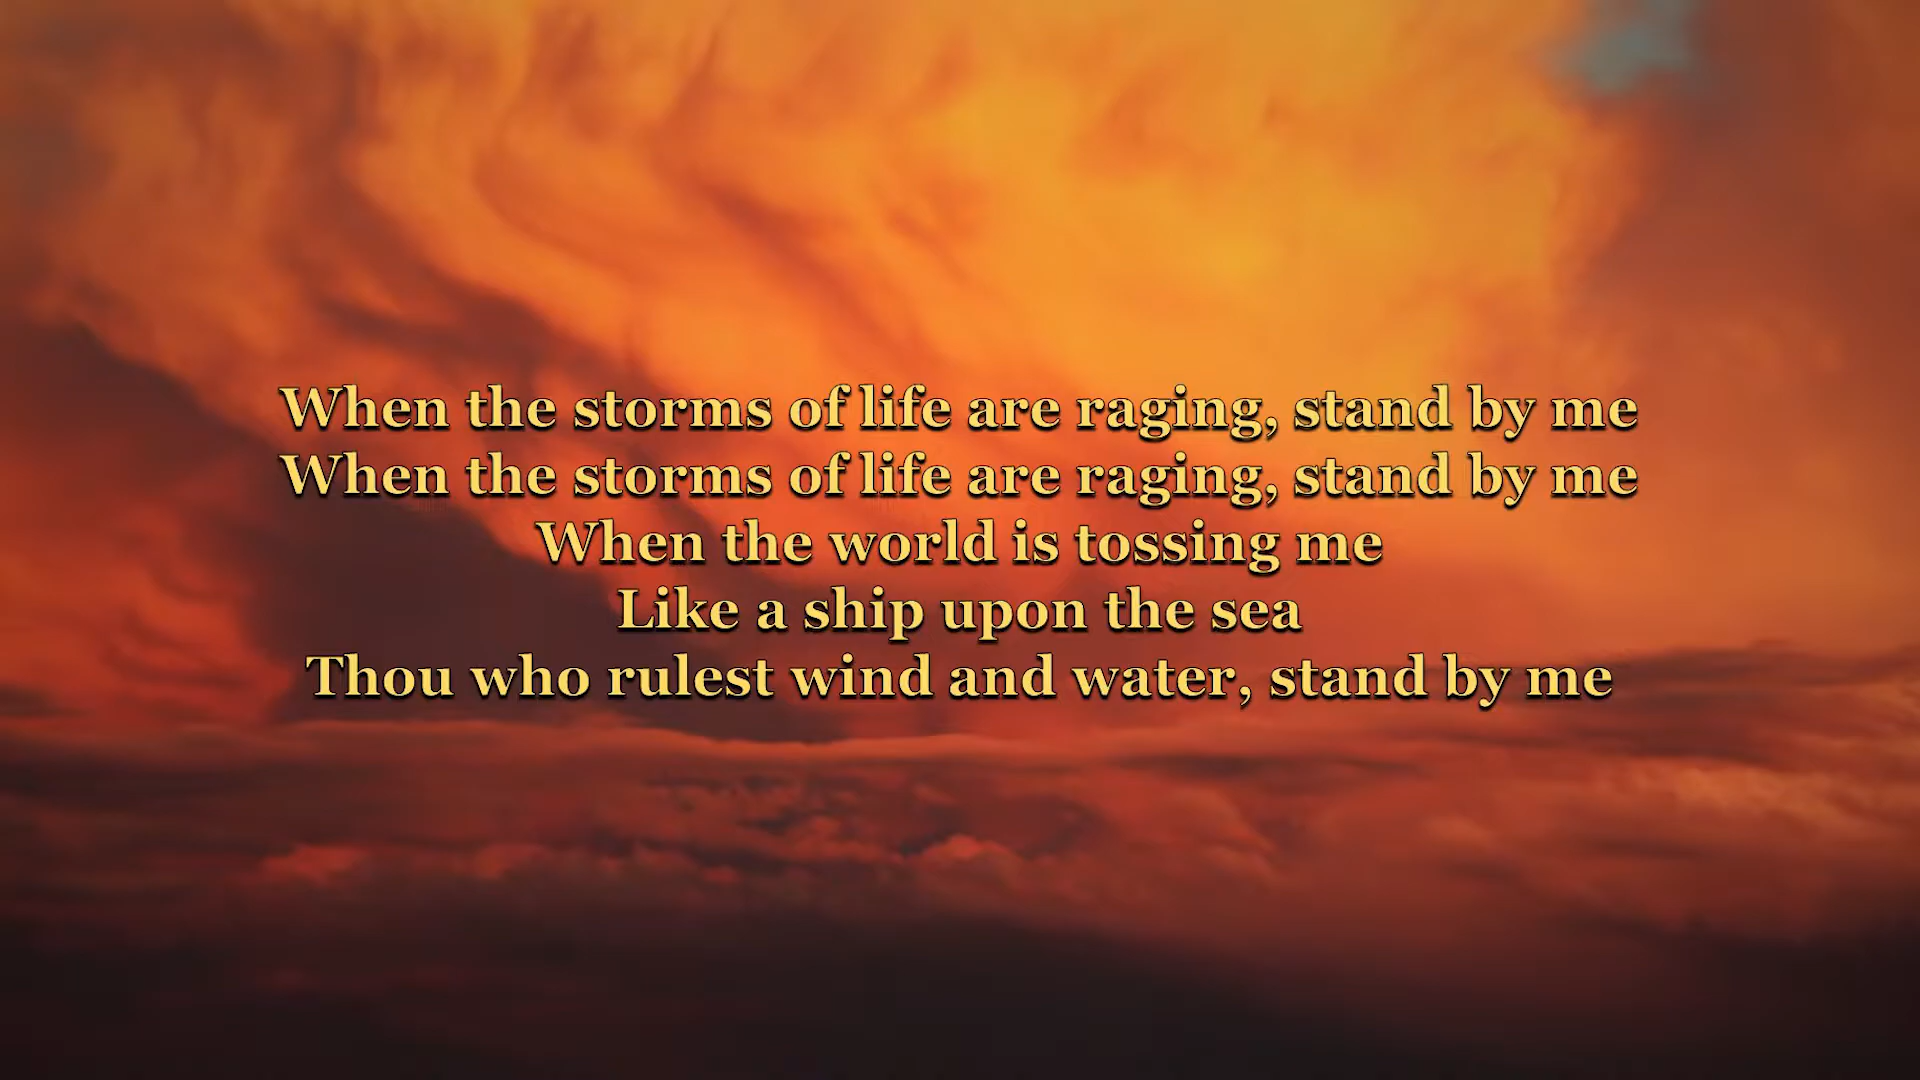 When the storms of life are raging, stand by me
When the storms of life are raging, stand by me
When the world is tossing me
Like a ship upon the sea
Thou who rulest wind and water, stand by me